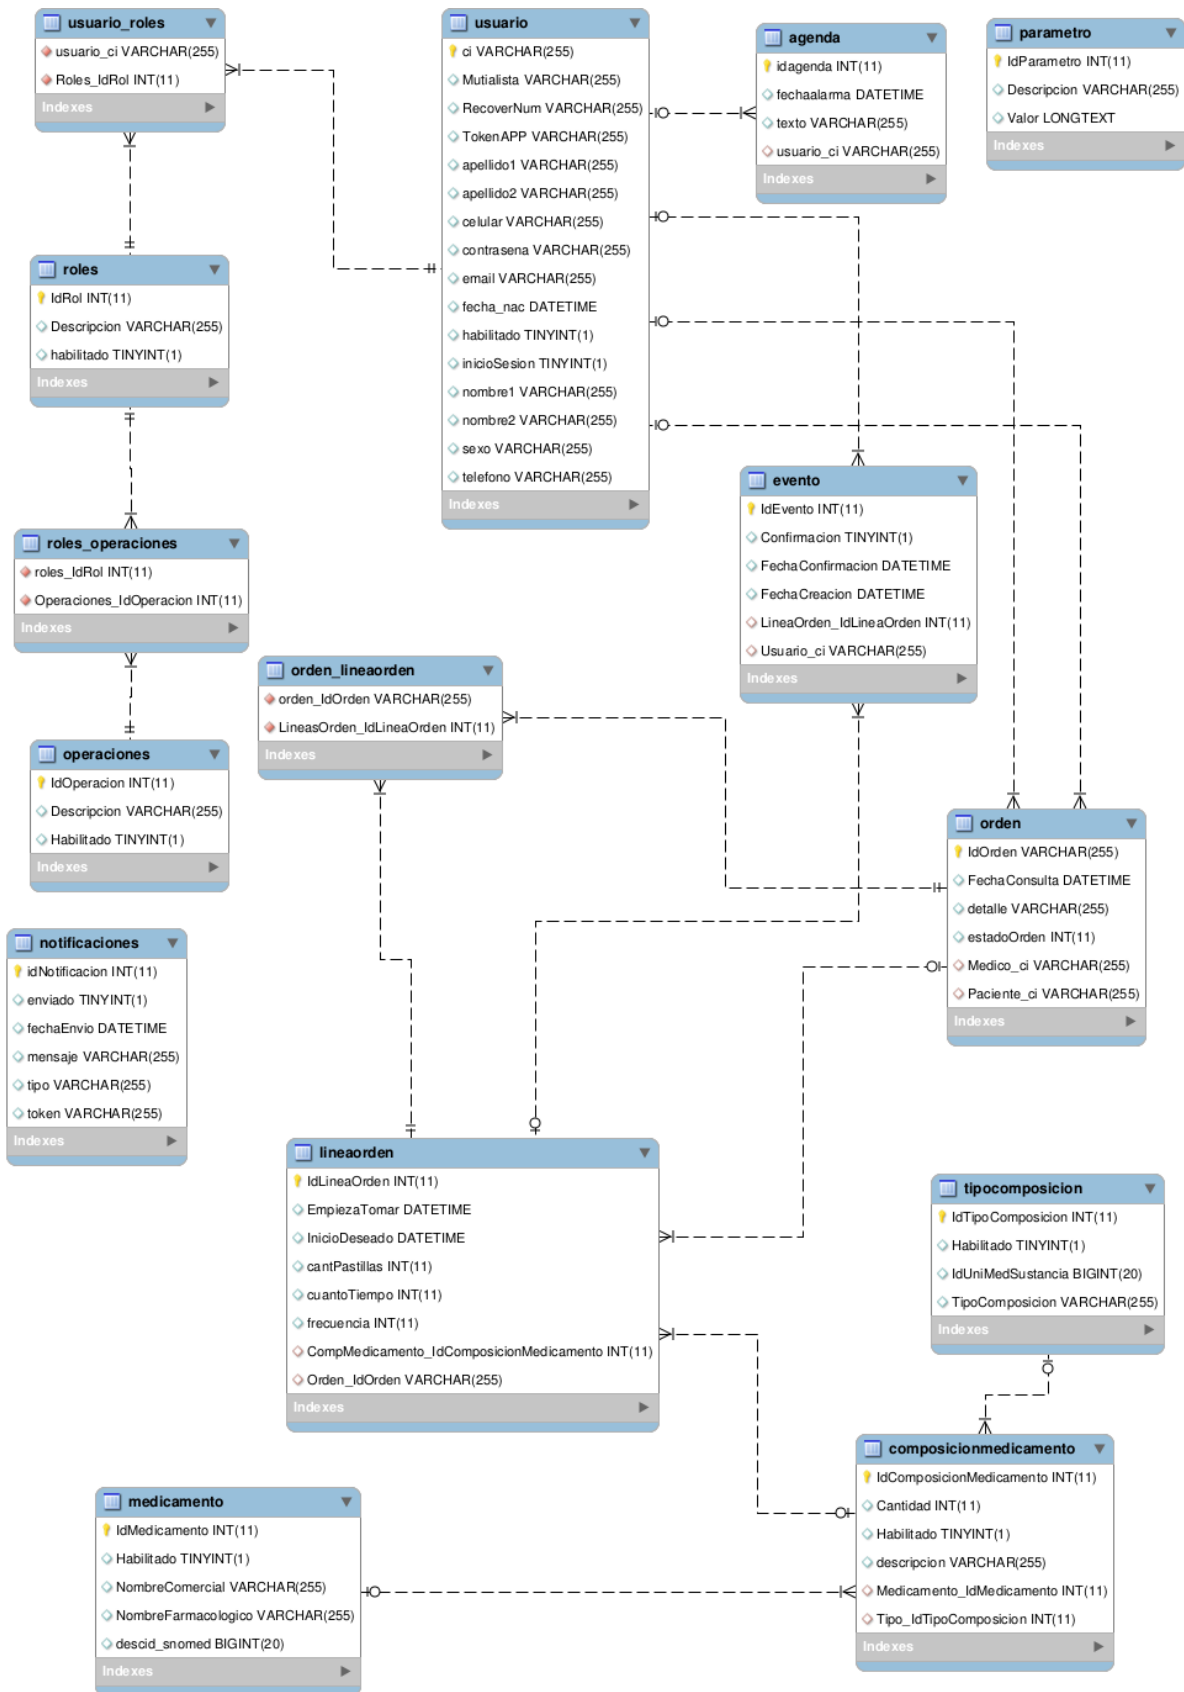 usuario_roles
usuario_ci VARCHAR(255)
Roles_IdRol INT(11)
Indexes
usuario
ci VARCHAR(255)
Mutialista VARCHAR(255)
RecoverNum VARCHAR(255)
TokenAPP VARCHAR(255)
apellido1 VARCHAR(255)
apellido2 VARCHAR(255)
celular VARCHAR(255)
contrasena VARCHAR(255)
email VARCHAR(255)
fecha_nac DATETIME
habilitado TINYINT(1)
inicioSesion TINYINT(1)
nombre1 VARCHAR(255)
nombre2 VARCHAR(255)
sexo VARCHAR(255)
telefono VARCHAR(255)
Indexes
agenda
idagenda INT(11)
fechaalarma DATETIME
texto VARCHAR(255)
usuario_ci VARCHAR(255)
Indexes
parametro
IdParametro INT(11)
Descripcion VARCHAR(255)
Valor LONGTEXT
Indexes
roles
IdRol INT(11)
Descripcion VARCHAR(255)
habilitado TINYINT(1)
Indexes
evento
IdEvento INT(11)
Confirmacion TINYINT(1)
FechaConfirmacion DATETIME
FechaCreacion DATETIME
LineaOrden_IdLineaOrden INT(11)
Usuario_ci VARCHAR(255)
Indexes
roles_operaciones
roles_IdRol INT(11)
Operaciones_IdOperacion INT(11)
Indexes
orden_lineaorden
orden_IdOrden VARCHAR(255)
LineasOrden_IdLineaOrden INT(11)
Indexes
operaciones
IdOperacion INT(11)
Descripcion VARCHAR(255)
Habilitado TINYINT(1)
Indexes
orden
IdOrden VARCHAR(255)
FechaConsulta DATETIME
detalle VARCHAR(255)
estadoOrden INT(11)
Medico_ci VARCHAR(255)
Paciente_ci VARCHAR(255)
Indexes
notificaciones
idNotificacion INT(11)
enviado TINYINT(1)
fechaEnvio DATETIME
mensaje VARCHAR(255)
tipo VARCHAR(255)
token VARCHAR(255)
Indexes
lineaorden
IdLineaOrden INT(11)
EmpiezaTomar DATETIME
InicioDeseado DATETIME
cantPastillas INT(11)
cuantoTiempo INT(11)
frecuencia INT(11)
CompMedicamento_IdComposicionMedicamento INT(11)
Orden_IdOrden VARCHAR(255)
Indexes
tipocomposicion
IdTipoComposicion INT(11)
Habilitado TINYINT(1)
IdUniMedSustancia BIGINT(20)
TipoComposicion VARCHAR(255)
Indexes
composicionmedicamento
IdComposicionMedicamento INT(11)
Cantidad INT(11)
Habilitado TINYINT(1)
descripcion VARCHAR(255)
Medicamento_IdMedicamento INT(11)
Tipo_IdTipoComposicion INT(11)
Indexes
medicamento
IdMedicamento INT(11)
Habilitado TINYINT(1)
NombreComercial VARCHAR(255)
NombreFarmacologico VARCHAR(255)
descid_snomed BIGINT(20)
Indexes